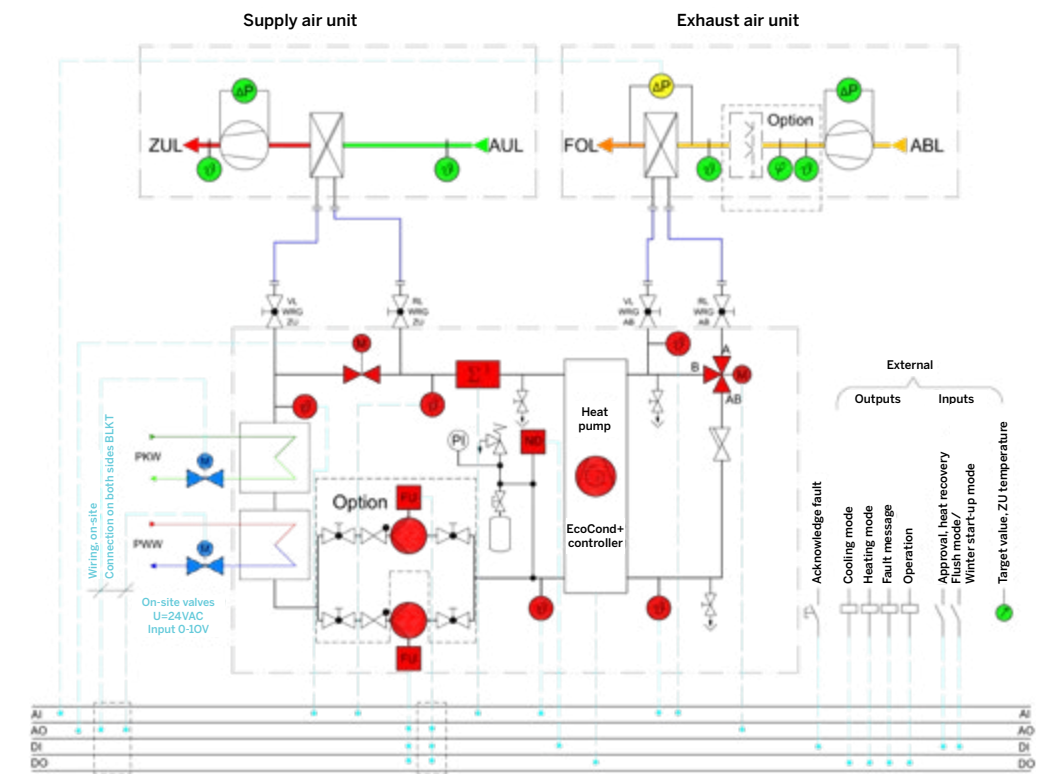 Supply air unit
Exhaust air unit
ΔP
ΔP
ΔP
Option
ZUL
AUL
FOL
ABL
ϑ
ϑ
ϑ
φ
ϑ
VL
WRG
ZU
RL
WRG
ZU
VL
WRG
AB
RL
WRG
AB
M
ϑ
A
B
M
AB
Σ
ϑ
ϑ
External
Outputs
Inputs
Heat
pump
PI
ND
PKW
M
Option
FU
EcoCond+
controller
PWW
M
ϑ
ϑ
FU
Wiring, on-site
Connection on both sides BLKT
On-site valves
U=24VAC
Input 0-10V
Acknowledge fault
Cooling mode
Heating mode
Fault message
Operation
Approval, heat recovery
Flush mode/
Winter start-up mode
Target value, ZU temperature
AI
AI
AO
AO
DI
DI
DO
DO